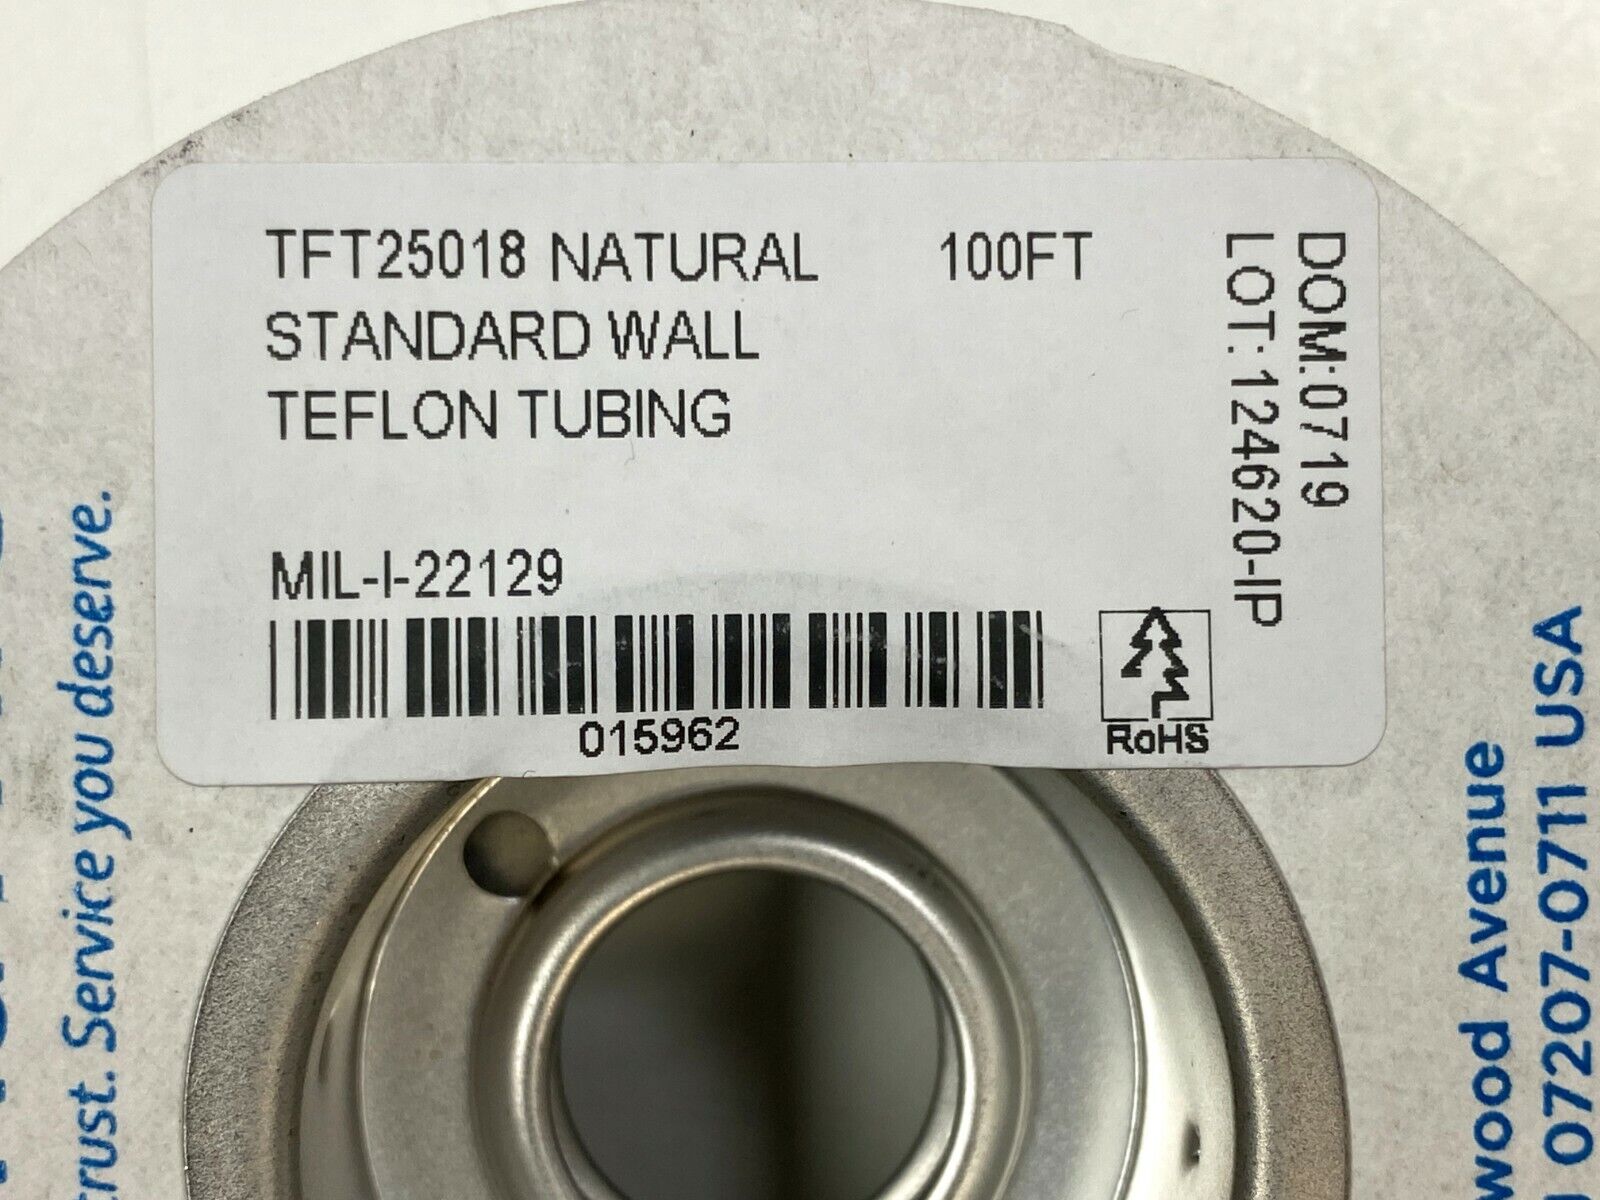 TFT25018 NATURAL 100FT
STANDARD WALL
TEFLON TUBING
MIL-I-22129
015962
RoHS
DOM:0719
LOT:124620-IP
trust. Service you deserve.
wood Avenue
07207-0711 USA